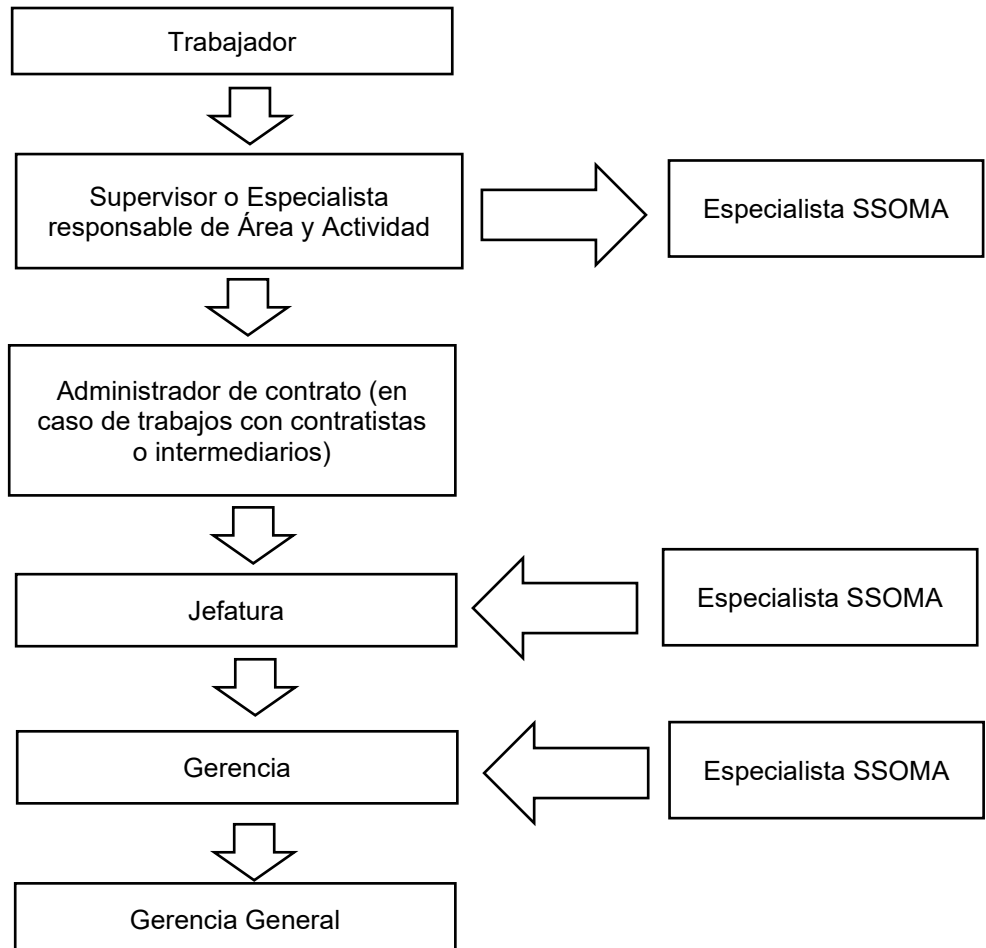 Trabajador
Supervisor o Especialista
responsable de Área y Actividad
Especialista SSOMA
Administrador de contrato (en
caso de trabajos con contratistas
o intermediarios)
Jefatura
Especialista SSOMA
Gerencia
Especialista SSOMA
Gerencia General